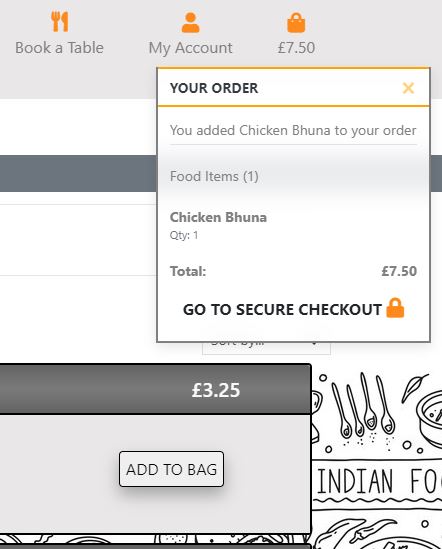 Book a Table
My Account
£7.50
YOUR ORDER
You added Chicken Bhuna to your order
Food Items (1)
Chicken Bhuna
Qty: 1
Total: £7.50
GO TO SECURE CHECKOUT
Sort by...
£3.25
ADD TO BAG
INDIAN FO